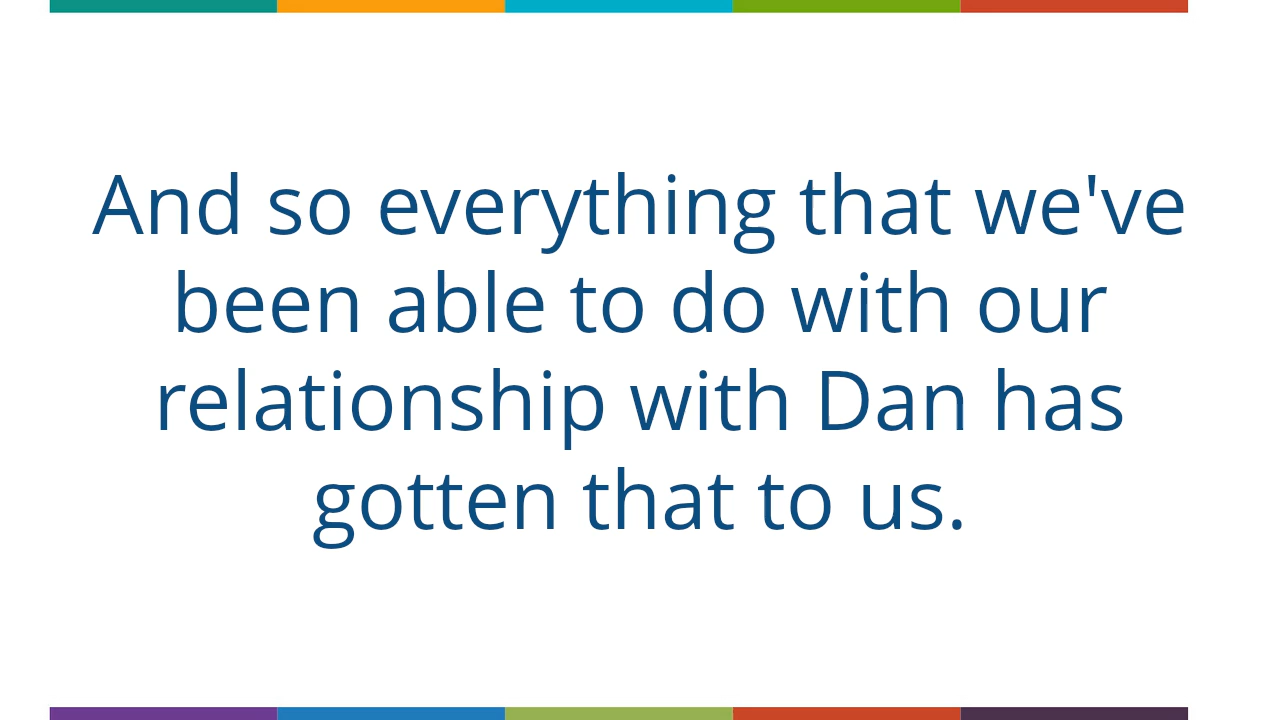 And so everything that we've
been able to do with our
relationship with Dan has
gotten that to us.